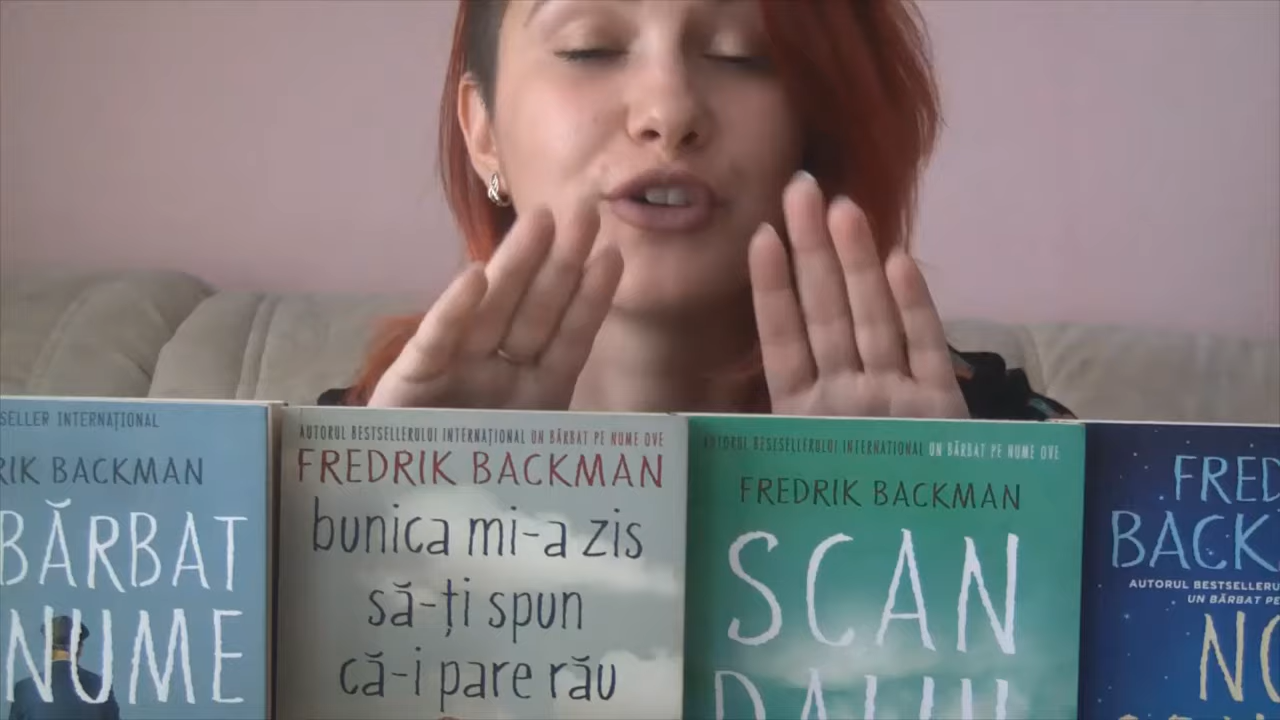 SELLER INTERNAȚIONAL
RIK BACKMAN
BĂRBAT
NUME
AUTORUL BESTSELLERULUI INTERNAȚIONAL UN BĂRBAT PE NUME OVE
FREDRIK BACKMAN
bunica mi-a zis
să-ți spun
că-i pare rău
AUTORUL BESTSELLERULUI INTERNAȚIONAL UN BĂRBAT PE NUME OVE
FREDRIK BACKMAN
SCAN
FRED
BACK
AUTORUL BESTSELLERU
UN BĂRBAT PE
NO